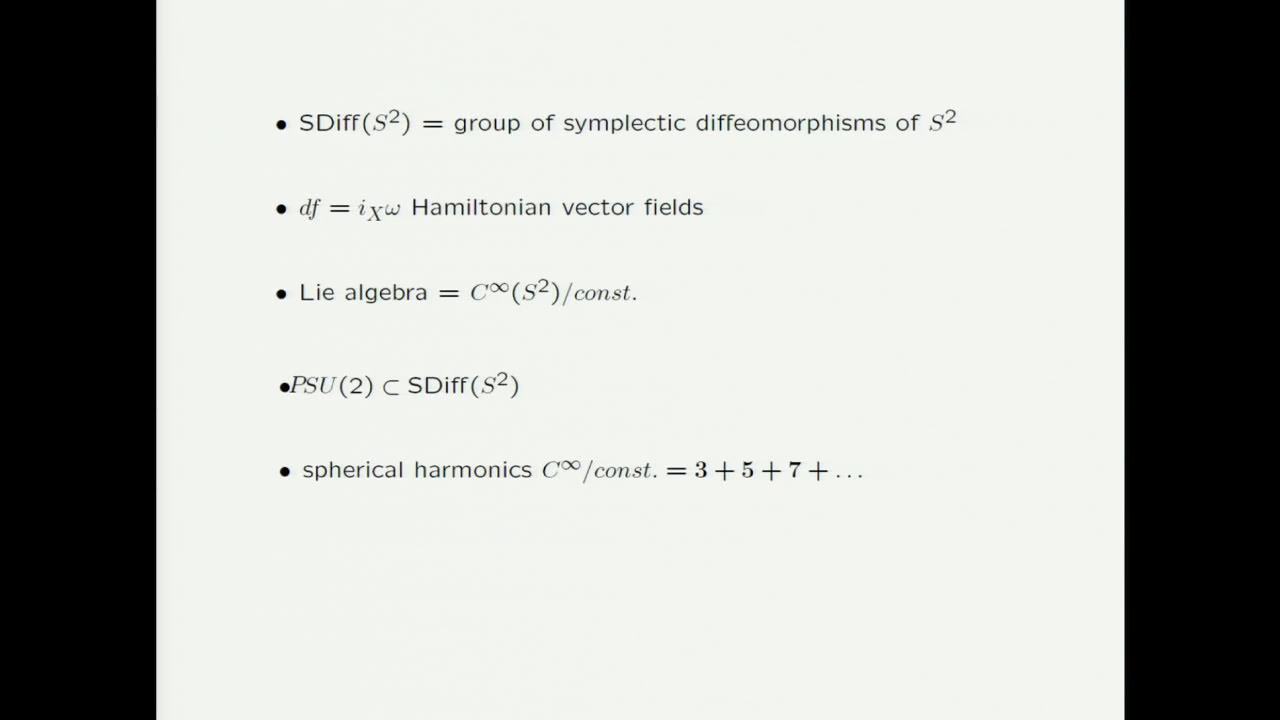 • SDiff(S²) = group of symplectic diffeomorphisms of S²
• df = i_Xω Hamiltonian vector fields
• Lie algebra = C^∞(S²)/const.
•PSU(2) ⊂ SDiff(S²)
• spherical harmonics C^∞/const. = 3 + 5 + 7 + ...